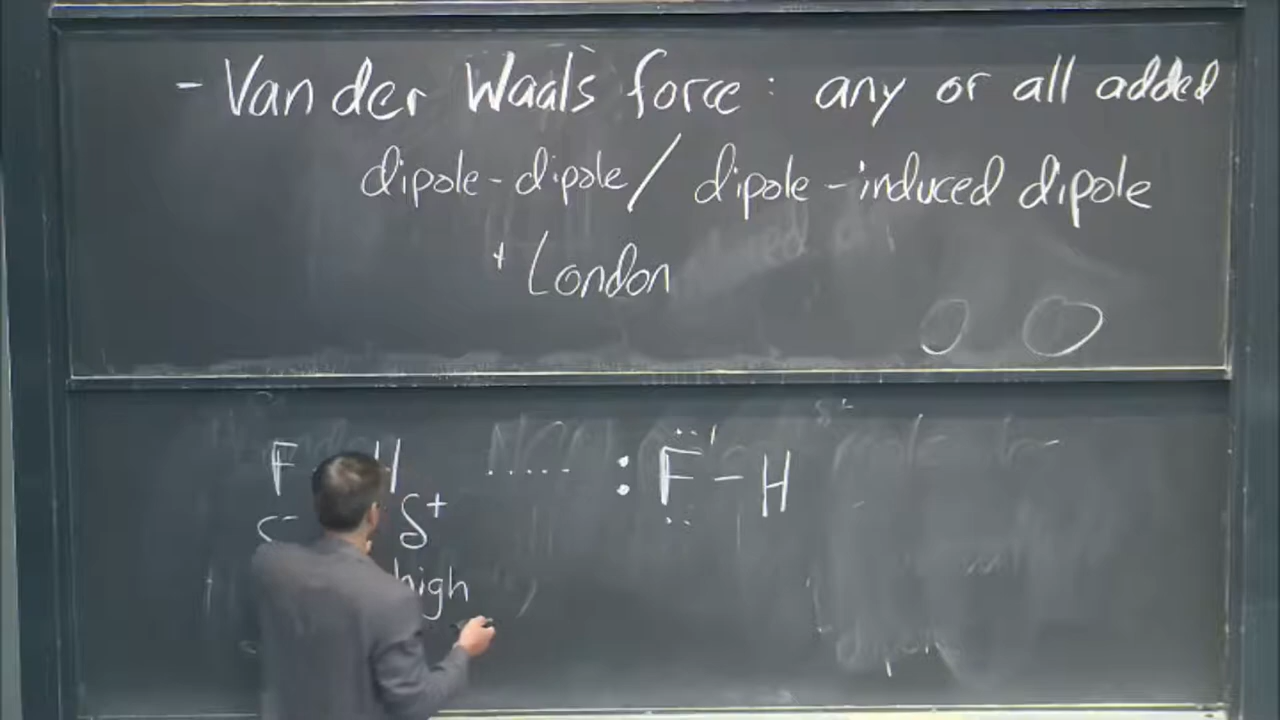 - Van der Waals force : any or all added
dipole - dipole / dipole - induced dipole
+ London
F H ...... : F - H
δ- δ+
high